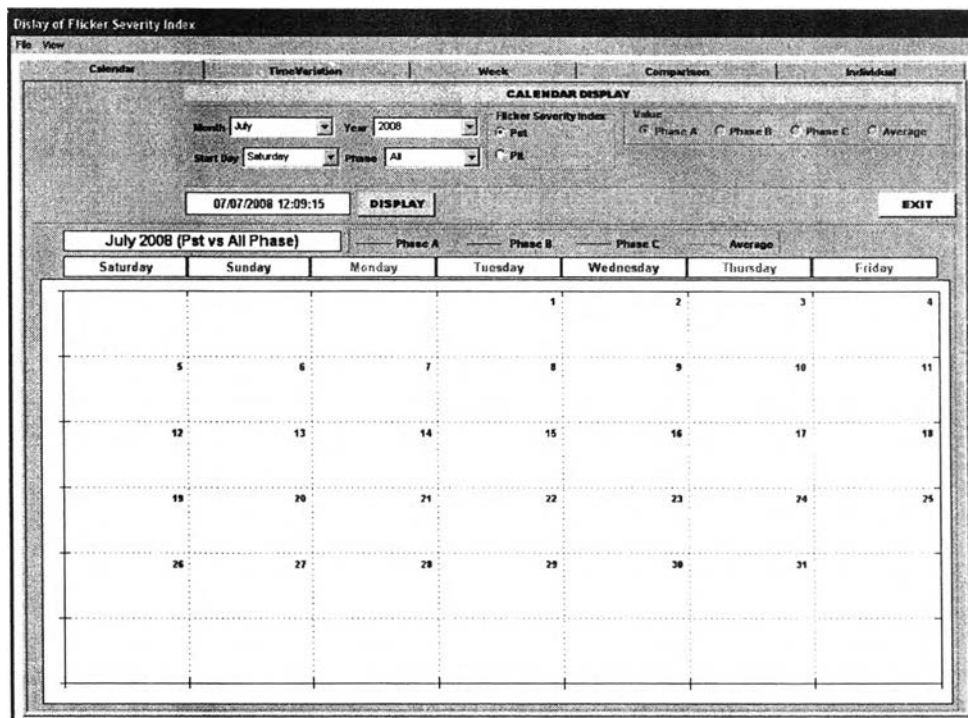 Dislay of Flicker Severity Index
File View
Calendar TimeVariation Week Comparison Individual
CALENDAR DISPLAY
Month July Year 2008 Flicker Severity Index Value
Pst Phase A Phase B Phase C Average
Start Day Saturday Phase All Plt
07/07/2008 12:09:15 DISPLAY EXIT
July 2008 (Pst vs All Phase) Phase A Phase B Phase C Average
Saturday Sunday Monday Tuesday Wednesday Thursday Friday
1 2 3 4
5 6 7 8 9 10 11
12 13 14 15 16 17 18
19 20 21 22 23 24 25
26 27 28 29 30 31